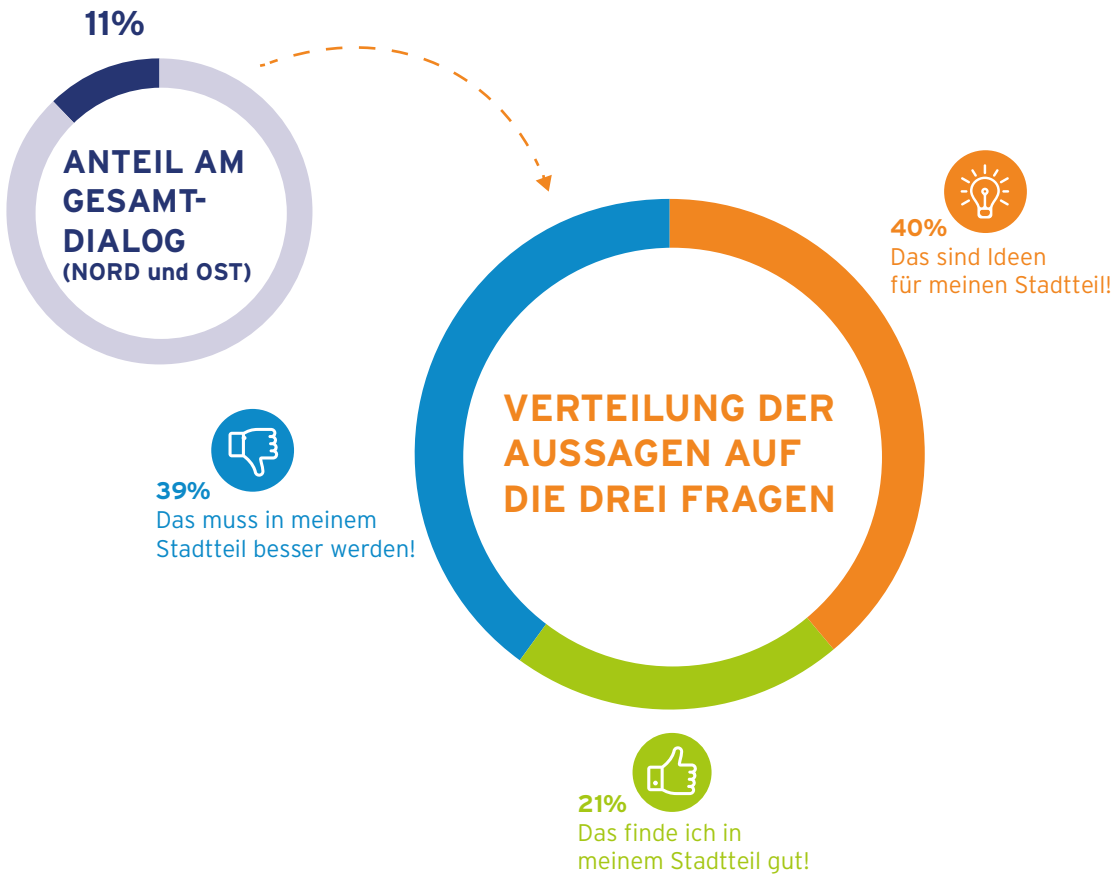 11%
ANTEIL AM
GESAMT-
DIALOG
(NORD und OST)
40%
Das sind Ideen
für meinen Stadtteil!
VERTEILUNG DER
AUSSAGEN AUF
DIE DREI FRAGEN
39%
Das muss in meinem
Stadtteil besser werden!
21%
Das finde ich in
meinem Stadtteil gut!